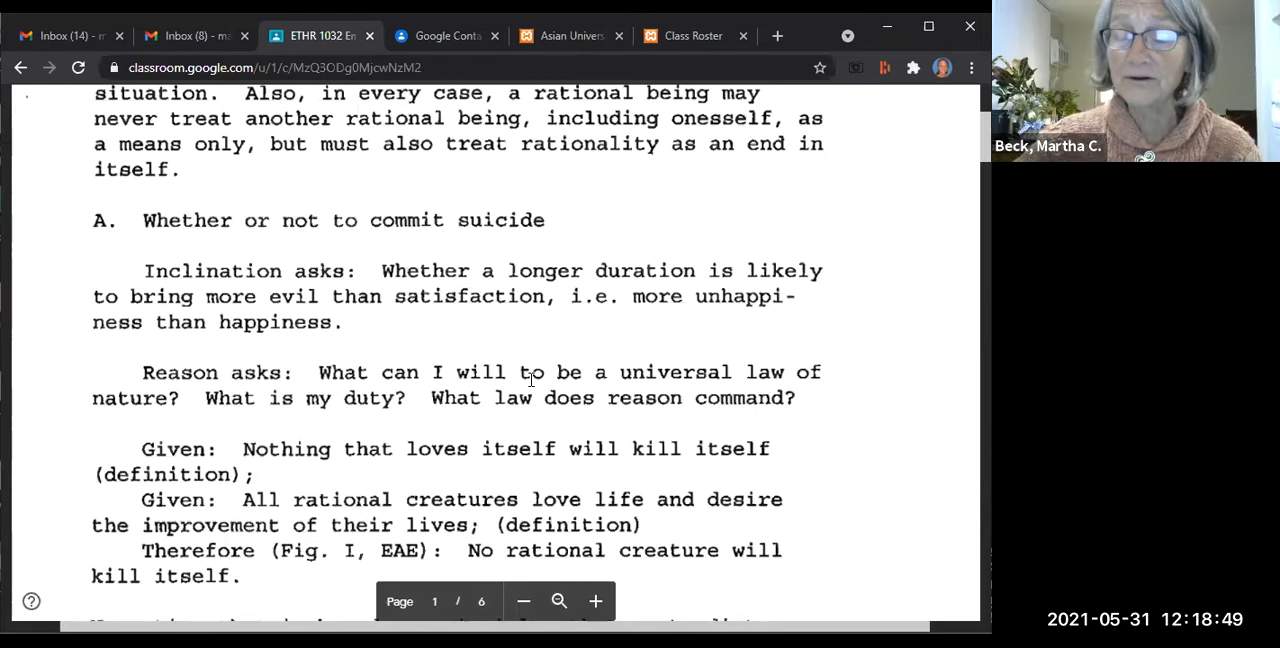 Inbox (14) - m
Inbox (8) - ma
ETHR 1032 En
Google Conta
Asian Univers
Class Roster
classroom.google.com/u/1/c/MzQ3ODg0MjcwNzM2
situation. Also, in every case, a rational being may
never treat another rational being, including onesself, as
a means only, but must also treat rationality as an end in
itself.
A. Whether or not to commit suicide
Inclination asks: Whether a longer duration is likely
to bring more evil than satisfaction, i.e. more unhappi-
ness than happiness.
Reason asks: What can I will to be a universal law of
nature? What is my duty? What law does reason command?
Given: Nothing that loves itself will kill itself
(definition);
Given: All rational creatures love life and desire
the improvement of their lives; (definition)
Therefore (Fig. I, EAE): No rational creature will
kill itself.
Page 1 / 6
Beck, Martha C.
2021-05-31 12:18:49